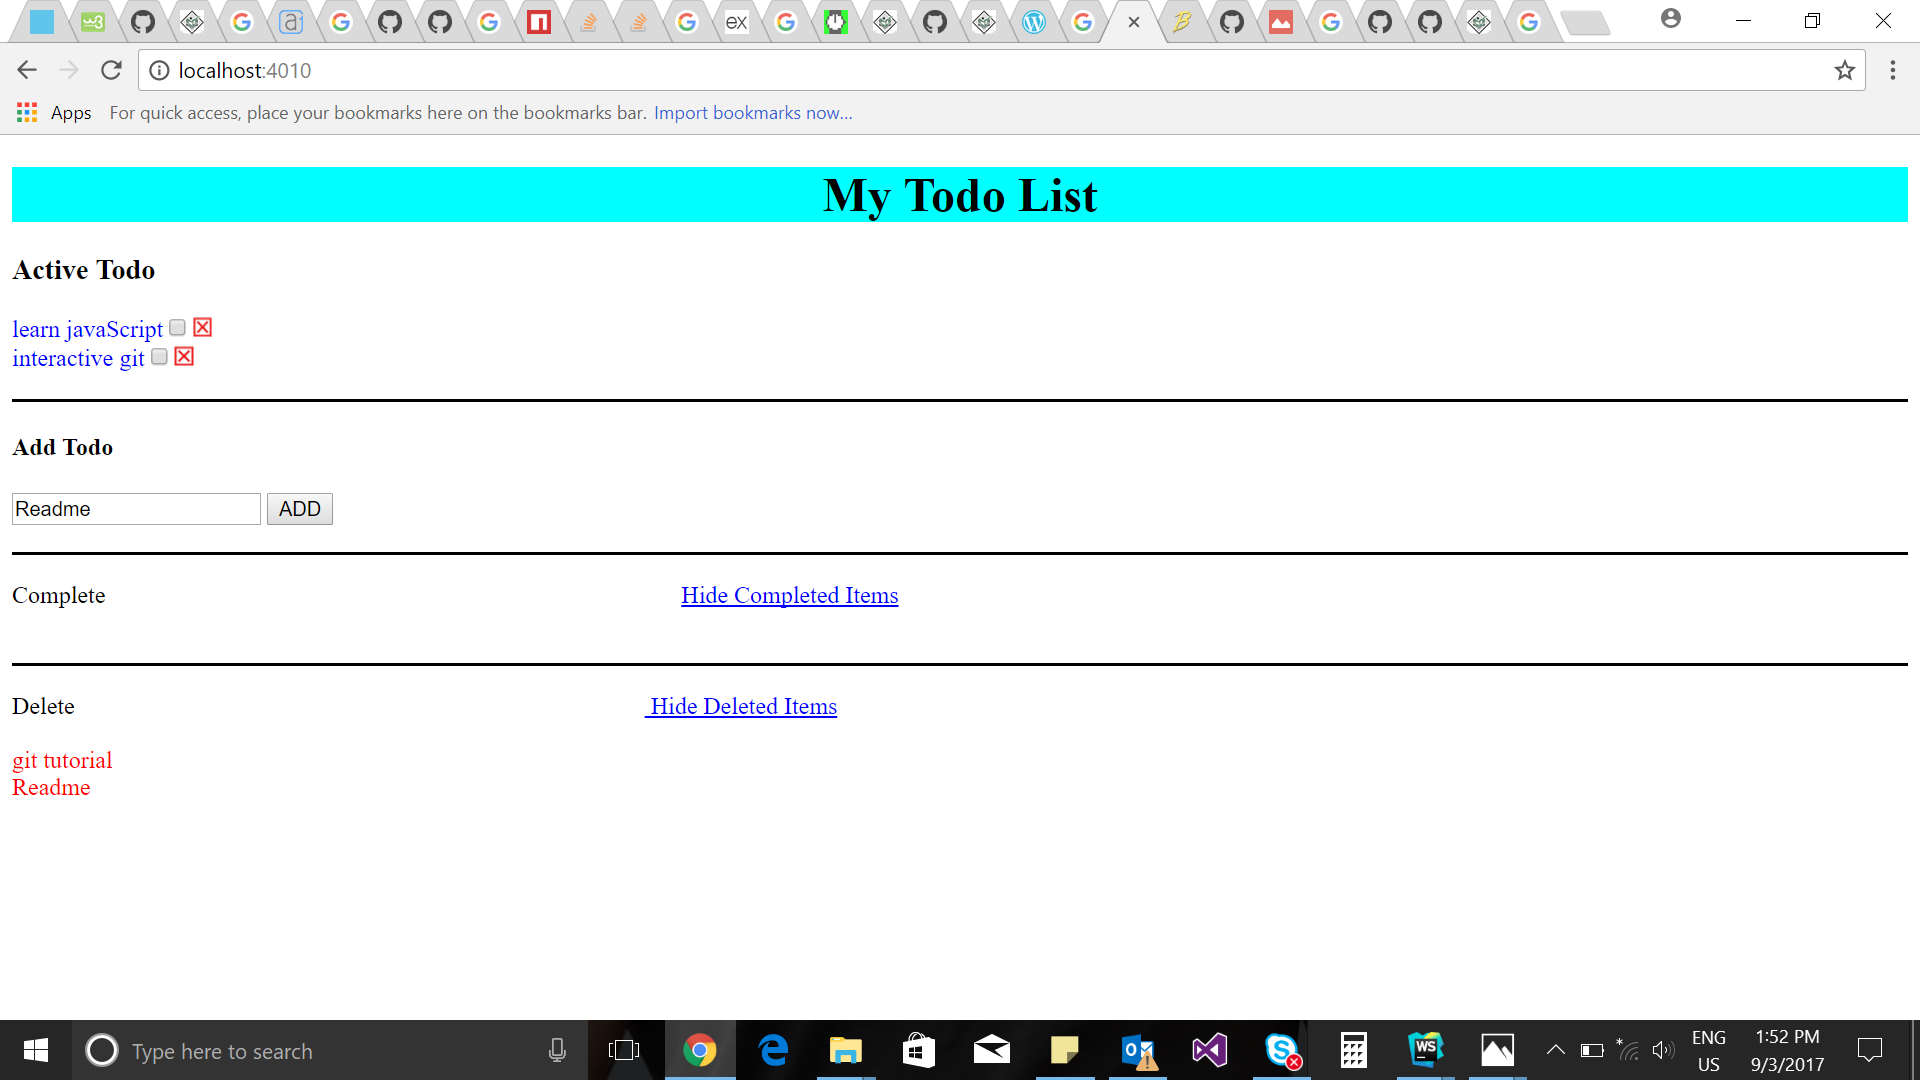 localhost:4010
Apps For quick access, place your bookmarks here on the bookmarks bar. Import bookmarks now...
My Todo List
Active Todo
learn javaScript
interactive git
Add Todo
Readme ADD
Complete Hide Completed Items
Delete Hide Deleted Items
git tutorial
Readme
Type here to search
ENG
US
1:52 PM
9/3/2017